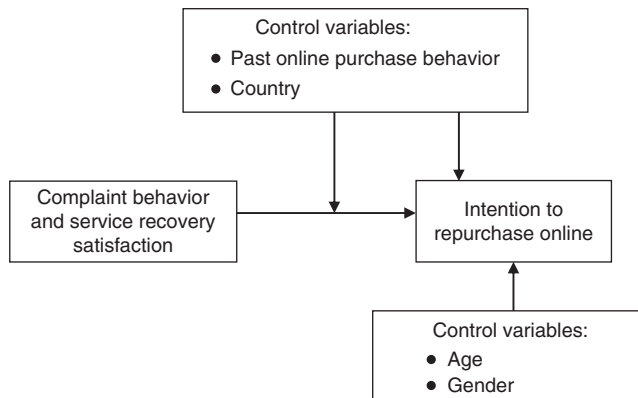 Control variables:
● Past online purchase behavior
● Country
Complaint behavior
and service recovery
satisfaction
Intention to
repurchase online
Control variables:
● Age
● Gender